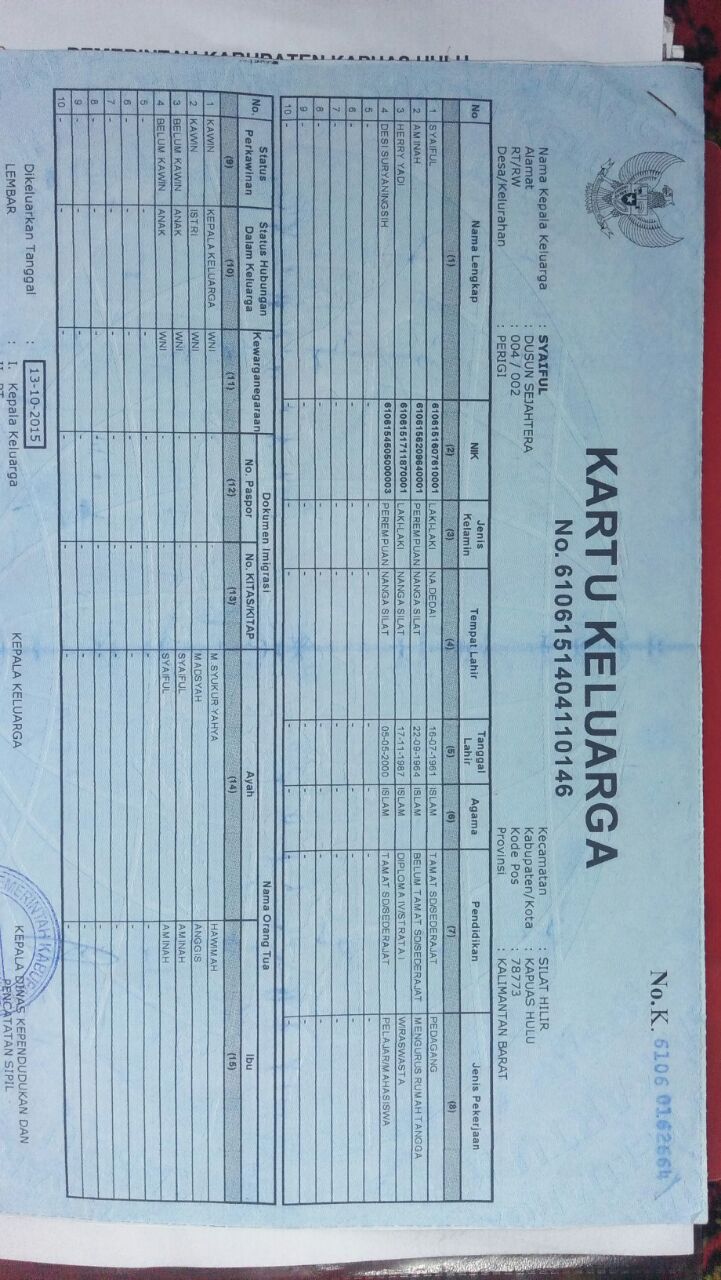 No.K. 6106 0162664
KARTU KELUARGA
No. 6106151404110146
Nama Kepala Keluarga : SYAIFUL
Alamat : DUSUN SEJAHTERA
RT/RW : 004 / 002
Desa/Kelurahan : PERIGI
Kecamatan : SILAT HILIR
Kabupaten/Kota : KAPUAS HULU
Kode Pos : 78773
Provinsi : KALIMANTAN BARAT
No Nama Lengkap NIK Jenis Kelamin Tempat Lahir Tanggal Lahir Agama Pendidikan Jenis Pekerjaan
(1) (2) (3) (4) (5) (6) (7) (8)
1 SYAIFUL 6106151607610001 LAKI-LAKI NA.DEDAI 16-07-1961 ISLAM TAMAT SD/SEDERAJAT PEDAGANG
2 AMINAH 6106156209640001 PEREMPUAN NANGA SILAT 22-09-1964 ISLAM BELUM TAMAT SD/SEDERAJAT MENGURUS RUMAH TANGGA
3 HERRY YADI 6106151711870001 LAKI-LAKI NANGA SILAT 17-11-1987 ISLAM DIPLOMA IV/STRATA I WIRASWASTA
4 DESI SURYANINGSIH 6106154505000003 PEREMPUAN NANGA SILAT 05-05-2000 ISLAM TAMAT SD/SEDERAJAT PELAJAR/MAHASISWA
5 - - - - - - - -
6 - - - - - - - -
7 - - - - - - - -
8 - - - - - - - -
9 - - - - - - - -
10 - - - - - - - -
No. Status Perkawinan Status Hubungan Dalam Keluarga Kewarganegaraan Dokumen Imigrasi Nama Orang Tua
No. Paspor No. KITAS/KITAP Ayah Ibu
(9) (10) (11) (12) (13) (14) (15)
1 KAWIN KEPALA KELUARGA WNI - - M.SYUKUR YAHYA HAWIMAH
2 KAWIN ISTRI WNI - - MADSYAH ANGGIS
3 BELUM KAWIN ANAK WNI - - SYAIFUL AMINAH
4 BELUM KAWIN ANAK WNI - - SYAIFUL AMINAH
5 - - - - - - -
6 - - - - - - -
7 - - - - - - -
8 - - - - - - -
9 - - - - - - -
10 - - - - - - -
Dikeluarkan Tanggal : 13-10-2015
LEMBAR : I. Kepala Keluarga
II. RT
KEPALA KELUARGA
KEPALA DINAS KEPENDUDUKAN DAN
PENCATATAN SIPIL
PEMERINTAH KABUPATEN KAPUAS HULU